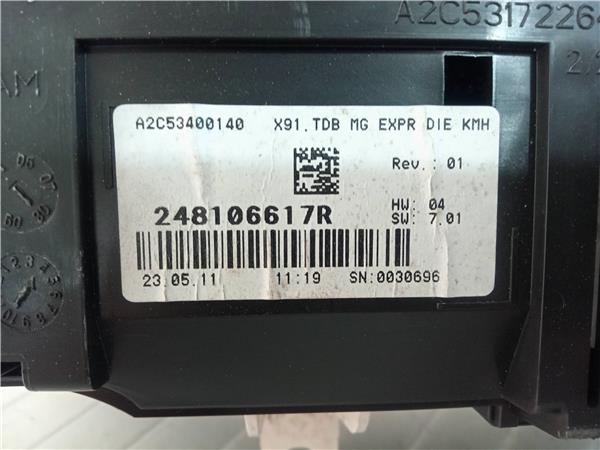 A2C5317226
AM
A2C53400140 X91.TDB MG EXPR DIE KMH
Rev.: 01
248106617R
HW: 04
SW: 7.01
23.05.11 11:19 SN:0030696